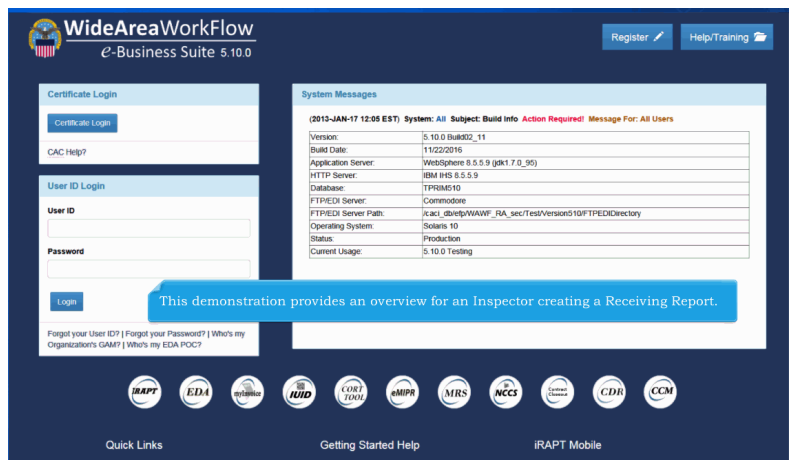 WideAreaWorkFlow
e-Business Suite 5.10.0
Register
Help/Training
Certificate Login
Certificate Login
CAC Help?
User ID Login
User ID
Password
Login
Forgot your User ID? | Forgot your Password? | Who's my
Organization's GAM? | Who's my EDA POC?
System Messages
(2013-JAN-17 12:05 EST) System: All Subject: Build Info Action Required! Message For: All Users
Version: 5.10.0 Build02_11
Build Date: 11/22/2016
Application Server: WebSphere 8.5.5.9 (jdk1.7.0_95)
HTTP Server: IBM IHS 8.5.5.9
Database: TPRIM510
FTP/EDI Server: Commodore
FTP/EDI Server Path: /caci_db/efp/WAWF_RA_sec/Test/Version510/FTPEDIDirectory
Operating System: Solaris 10
Status: Production
Current Usage: 5.10.0 Testing
This demonstration provides an overview for an Inspector creating a Receiving Report.
iRAPT
EDA
myInvoice
IUID
CORT
TOOL
eMIPR
MRS
NCCS
Contract
Closeout
CDR
CCM
Quick Links
Getting Started Help
iRAPT Mobile